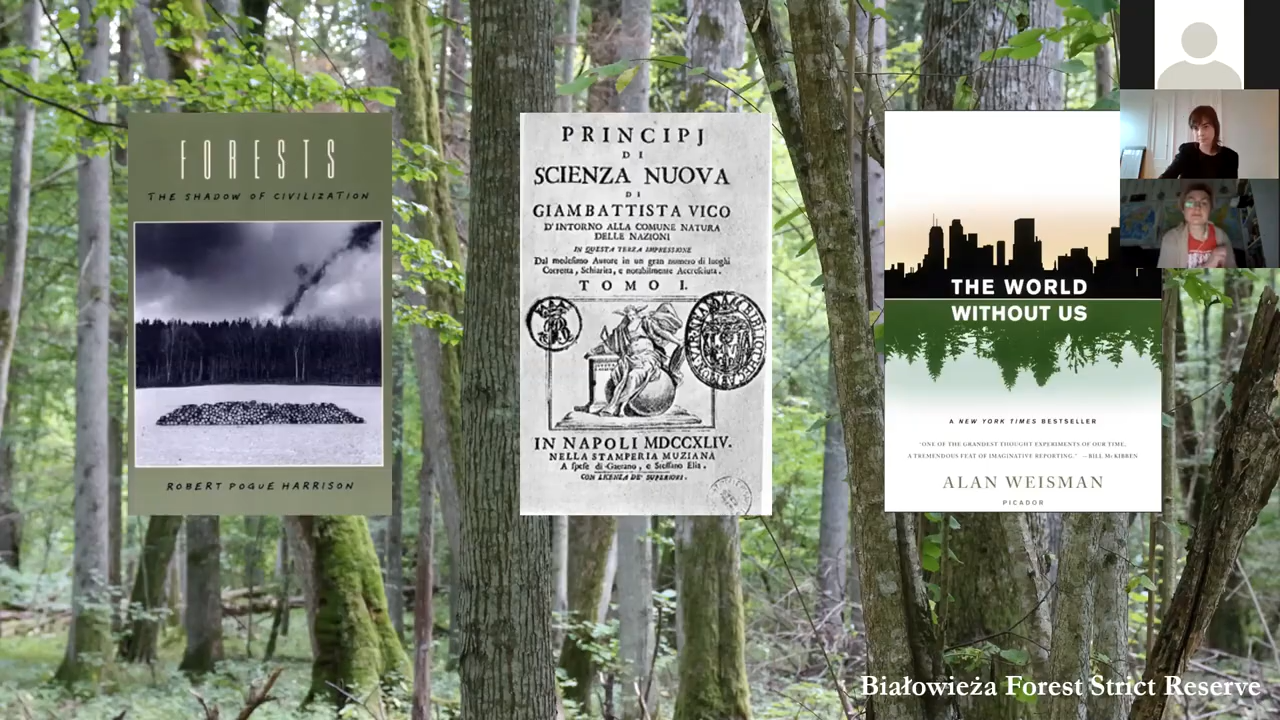 FORESTS
THE SHADOW OF CIVILIZATION
ROBERT POGUE HARRISON
PRINCIPJ
DI
SCIENZA NUOVA
DI
GIAMBATTISTA VICO
D'INTORNO ALLA COMUNE NATURA
DELLE NAZIONI
IN QUESTA TERZA IMPRESSIONE
Dal medesimo Autore in un gran numero di luoghi
Corretta, Schiarita, e notabilmente Accresciuta.
TOMO I.
IN NAPOLI MDCCXLIV.
NELLA STAMPERIA MUZIANA
A spese di Gaetano, e Steffano Elia.
CON LICENZA DE' SUPERIORI.
THE WORLD
WITHOUT US
A NEW YORK TIMES BESTSELLER
"ONE OF THE GRANDEST THOUGHT EXPERIMENTS OF OUR TIME,
A TREMENDOUS FEAT OF IMAGINATIVE REPORTING." – BILL McKIBBEN
ALAN WEISMAN
PICADOR
Białowieża Forest Strict Reserve